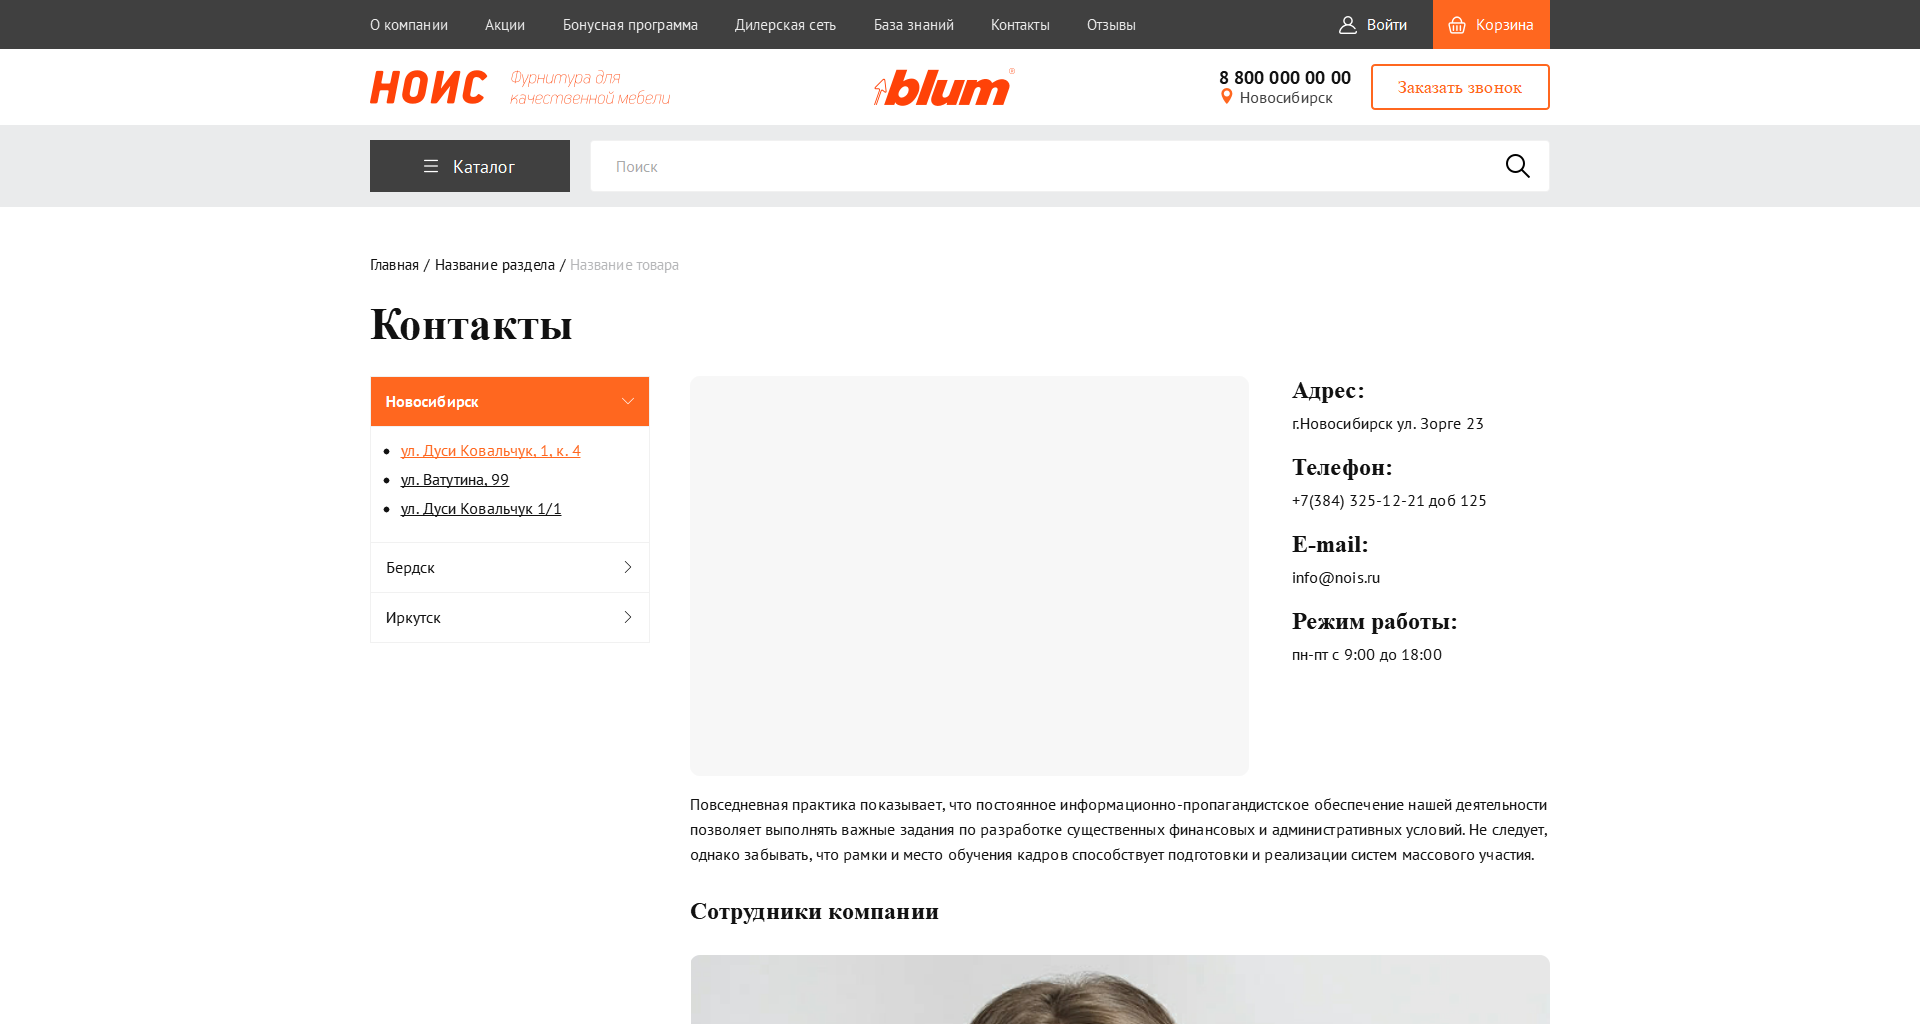 О компании
Акции
Бонусная программа
Дилерская сеть
База знаний
Контакты
Отзывы
Войти
Корзина
НОИС
Фурнитура для
качественной мебели
blum®
8 800 000 00 00
Новосибирск
Заказать звонок
Каталог
Поиск
Главная / Название раздела / Название товара
Контакты
Новосибирск
ул. Дуси Ковальчук, 1, к. 4
ул. Ватутина, 99
ул. Дуси Ковальчук 1/1
Бердск
Иркутск
Адрес:
г.Новосибирск ул. Зорге 23
Телефон:
+7(384) 325-12-21 доб 125
E-mail:
info@nois.ru
Режим работы:
пн-пт с 9:00 до 18:00
Повседневная практика показывает, что постоянное информационно-пропагандистское обеспечение нашей деятельности
позволяет выполнять важные задания по разработке существенных финансовых и административных условий. Не следует,
однако забывать, что рамки и место обучения кадров способствует подготовки и реализации систем массового участия.
Сотрудники компании